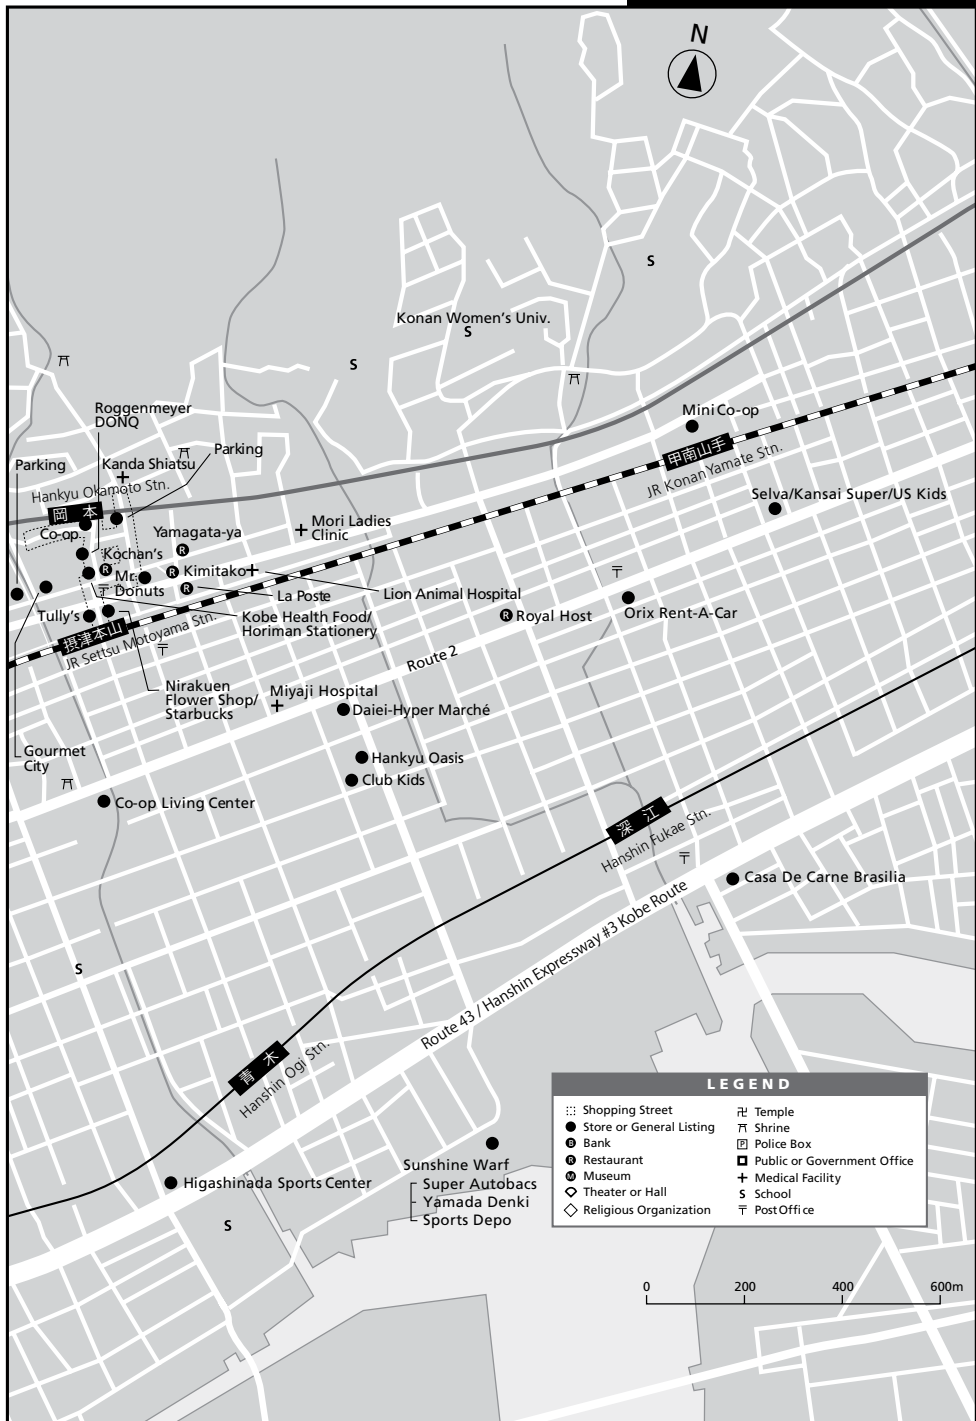 N
S
Konan Women's Univ.
S
S
Roggenmeyer
DONQ
Mini Co-op
Parking
Kanda Shiatsu
Parking
甲南山手
JR Konan Yamate Stn.
Hankyu Okamoto Stn.
岡本
Selva/Kansai Super/US Kids
Co-op
Yamagata-ya
R
Mori Ladies
Clinic
Kochan's
R
Mr.
Donuts
R
Kimitako
R
La Poste
Lion Animal Hospital
〒
〒
Tully's
Kobe Health Food/
Horiman Stationery
R
Royal Host
Orix Rent-A-Car
摂津本山
JR Settsu Motoyama Stn.
〒
Route 2
Nirakuen
Flower Shop/
Starbucks
Miyaji Hospital
Daiei-Hyper Marché
Gourmet
City
Hankyu Oasis
Club Kids
Co-op Living Center
深江
Hanshin Fukae Stn.
〒
Casa De Carne Brasilia
S
Route 43 / Hanshin Expressway #3 Kobe Route
青木
Hanshin Ogi Stn.
Higashinada Sports Center
S
Sunshine Warf
Super Autobacs
Yamada Denki
Sports Depo
LEGEND
Shopping Street
Store or General Listing
B Bank
R Restaurant
M Museum
Theater or Hall
Religious Organization
卍 Temple
Shrine
P Police Box
Public or Government Office
Medical Facility
S School
〒 Post Office
0 200 400 600m